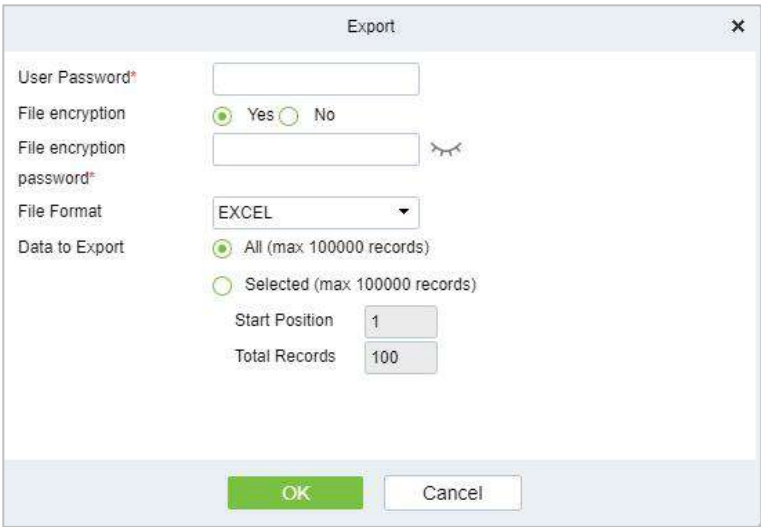 Export
User Password*
File encryption Yes No
File encryption
password*
File Format EXCEL
Data to Export All (max 100000 records)
Selected (max 100000 records)
Start Position 1
Total Records 100
OK Cancel